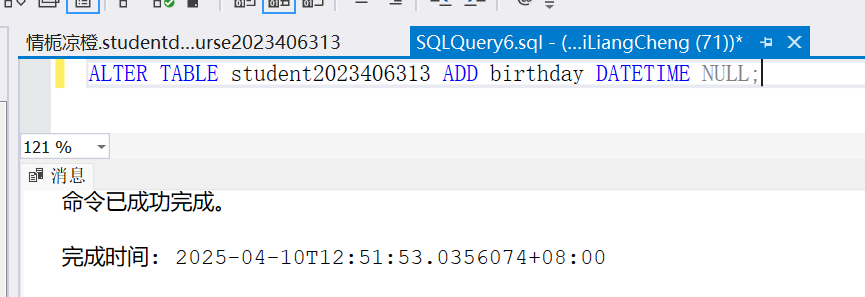 情栀凉橙.studentd...urse2023406313
SQLQuery6.sql - (...iLiangCheng (71))*
ALTER TABLE student2023406313 ADD birthday DATETIME NULL;
121 %
消息
命令已成功完成。
完成时间: 2025-04-10T12:51:53.0356074+08:00